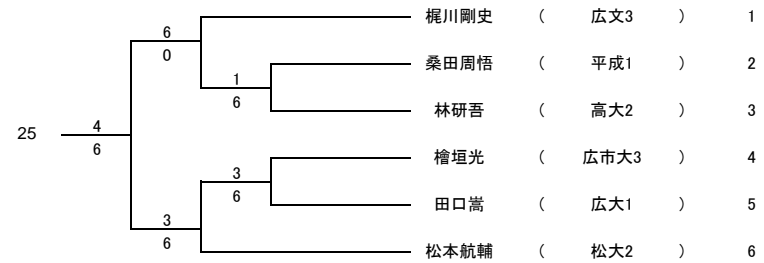 梶川剛史 ( 広文3 ) 1
6
0
桑田周悟 ( 平成1 ) 2
1
6
林研吾 ( 高大2 ) 3
25
4
6
檜垣光 ( 広市大3 ) 4
3
6
田口嵩 ( 広大1 ) 5
3
6
松本航輔 ( 松大2 ) 6